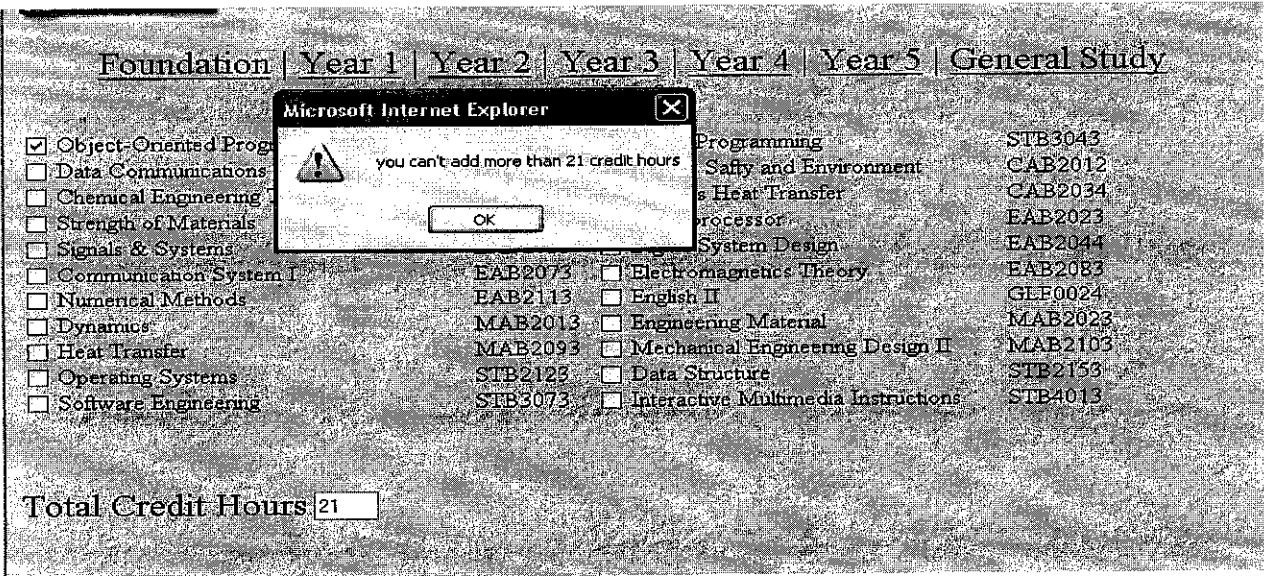 Foundation | Year 1 | Year 2 | Year 3 | Year 4 | Year 5 | General Study
Microsoft Internet Explorer
you can't add more than 21 credit hours
OK
Object-Oriented Prog Programming STB3043
Data Communications Safty and Environment CAB2012
Chemical Engineering s Heat Transfer CAB2034
Strength of Materials rocessor EAB2023
Signals & Systems System Design EAB2044
Communication System I EAB2073 Electromagnetics Theory EAB2083
Numerical Methods EAB2113 English II GLF0024
Dynamics MAB2013 Engineering Material MAB2023
Heat Transfer MAB2093 Mechanical Engineering Design II MAB2103
Operating Systems STB2123 Data Structure STB2153
Software Engineering STB3073 Interactive Multimedia Instructions STB4013
Total Credit Hours 21